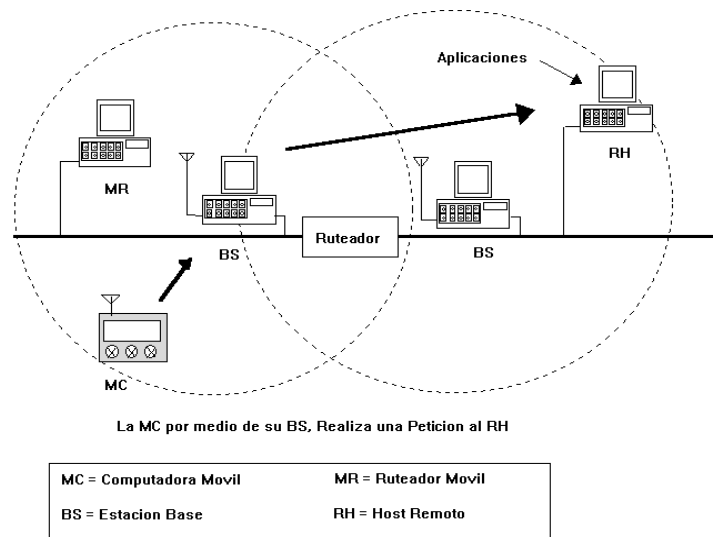 Aplicaciones
RH
MR
BS
Ruteador
BS
MC
La MC por medio de su BS, Realiza una Peticion al RH
MC = Computadora Movil
MR = Ruteador Movil
BS = Estacion Base
RH = Host Remoto